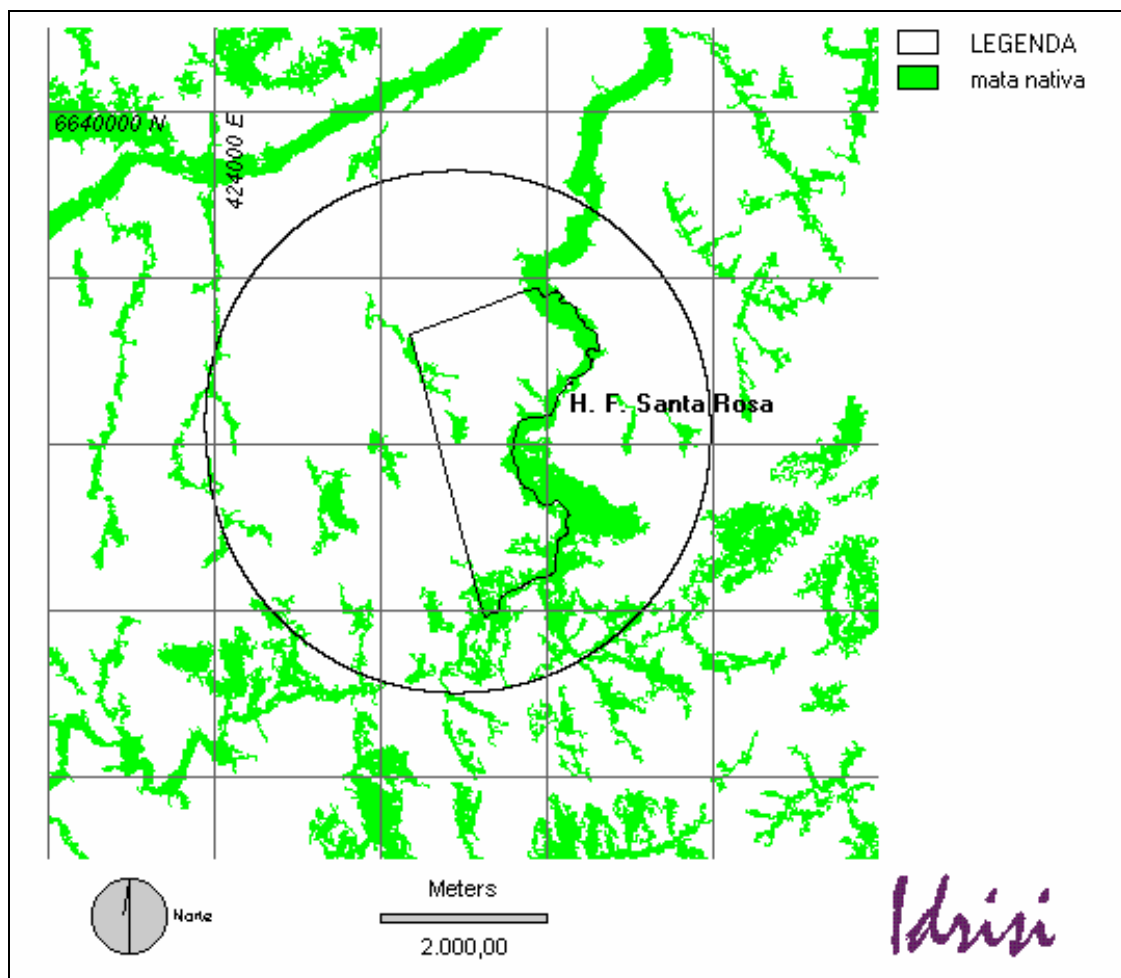 LEGENDA
mata nativa
6640000 N
424000 E
H. F. Santa Rosa
Meters
Norte
2.000,00
Idrisi